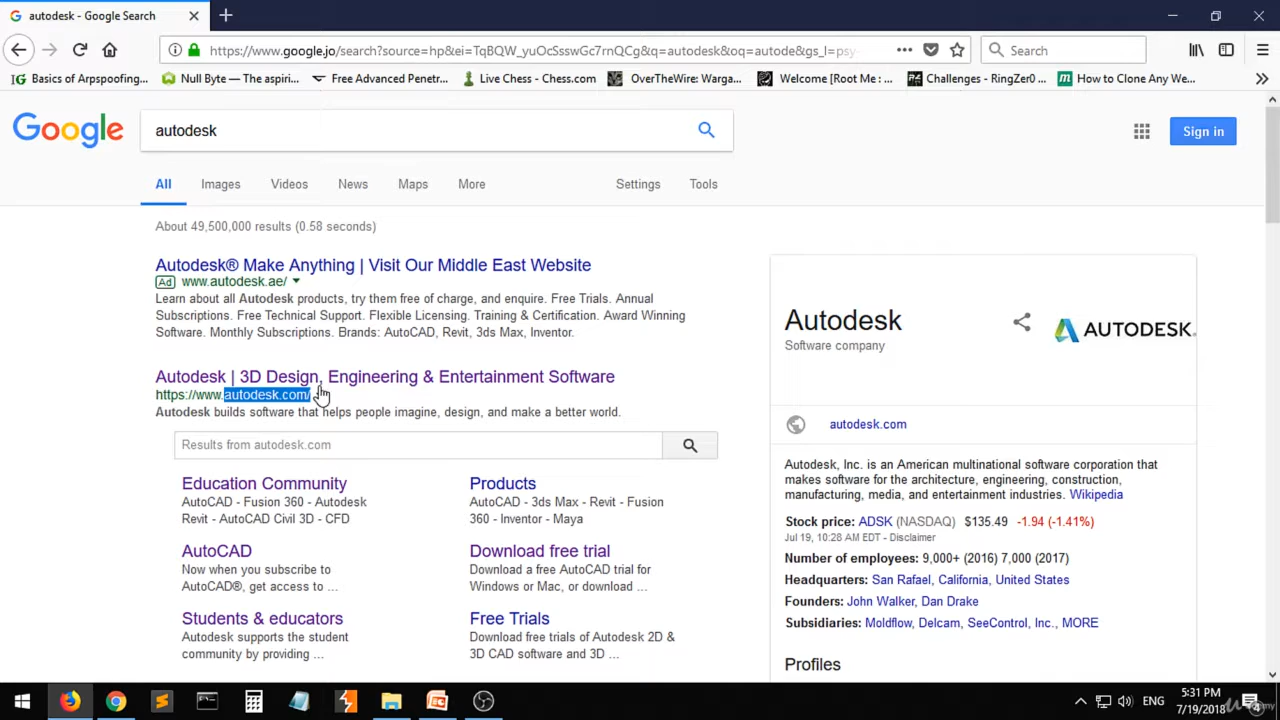 autodesk - Google Search
https://www.google.jo/search?source=hp&ei=TqBQW_yuOcSsswGc7rnQCg&q=autodesk&oq=autode&gs_l=psy-
Search
Basics of Arpspoofing...
Null Byte — The aspiri...
Free Advanced Penetr...
Live Chess - Chess.com
OverTheWire: Warga...
Welcome [Root Me : ...
Challenges - RingZer0 ...
How to Clone Any We...
Google
autodesk
Sign in
All Images Videos News Maps More Settings Tools
About 49,500,000 results (0.58 seconds)
Autodesk® Make Anything | Visit Our Middle East Website
Ad www.autodesk.ae/
Learn about all Autodesk products, try them free of charge, and enquire. Free Trials. Annual
Subscriptions. Free Technical Support. Flexible Licensing. Training & Certification. Award Winning
Software. Monthly Subscriptions. Brands: AutoCAD, Revit, 3ds Max, Inventor.
Autodesk | 3D Design, Engineering & Entertainment Software
https://www.autodesk.com/
Autodesk builds software that helps people imagine, design, and make a better world.
Results from autodesk.com
Education Community
AutoCAD - Fusion 360 - Autodesk
Revit - AutoCAD Civil 3D - CFD
Products
AutoCAD - 3ds Max - Revit - Fusion
360 - Inventor - Maya
AutoCAD
Now when you subscribe to
AutoCAD®, get access to ...
Download free trial
Download a free AutoCAD trial for
Windows or Mac, or download ...
Students & educators
Autodesk supports the student
community by providing ...
Free Trials
Download free trials of Autodesk 2D &
3D CAD software and 3D ...
Autodesk
Software company
AUTODESK.
autodesk.com
Autodesk, Inc. is an American multinational software corporation that
makes software for the architecture, engineering, construction,
manufacturing, media, and entertainment industries. Wikipedia
Stock price: ADSK (NASDAQ) $135.49 -1.94 (-1.41%)
Jul 19, 10:28 AM EDT - Disclaimer
Number of employees: 9,000+ (2016) 7,000 (2017)
Headquarters: San Rafael, California, United States
Founders: John Walker, Dan Drake
Subsidiaries: Moldflow, Delcam, SeeControl, Inc., MORE
Profiles
ENG
5:31 PM
7/19/2018